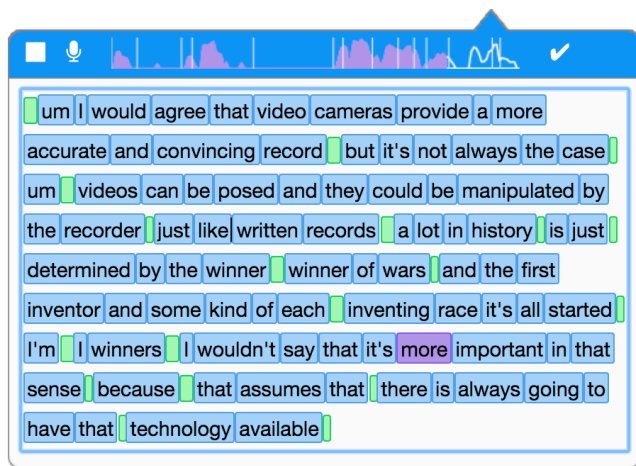 um I would agree that video cameras provide a more
accurate and convincing record but it's not always the case
um videos can be posed and they could be manipulated by
the recorder just like written records a lot in history is just
determined by the winner winner of wars and the first
inventor and some kind of each inventing race it's all started
I'm I winners I wouldn't say that it's more important in that
sense because that assumes that there is always going to
have that technology available